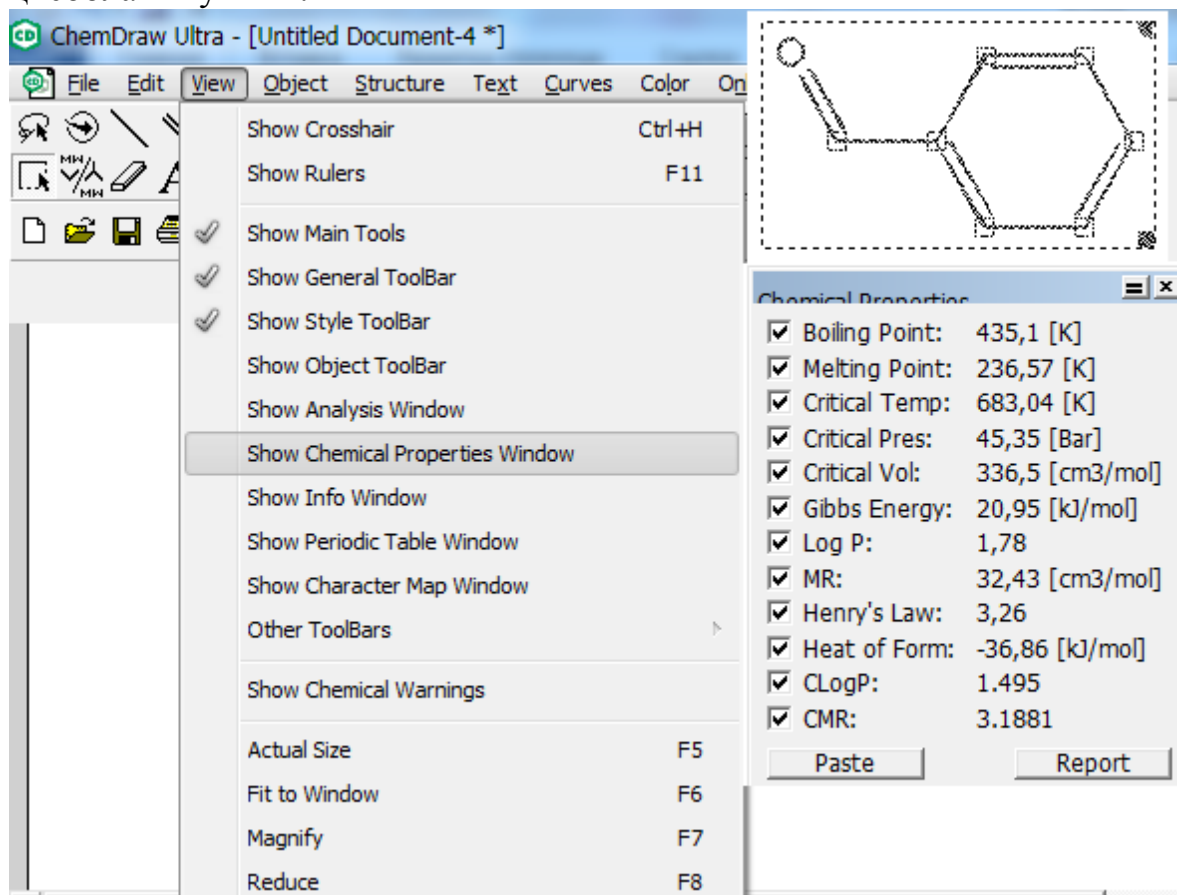 ChemDraw Ultra - [Untitled Document-4 *]
File Edit View Object Structure Text Curves Color
Show Crosshair Ctrl+H
Show Rulers F11
Show Main Tools
Show General ToolBar
Show Style ToolBar
Show Object ToolBar
Show Analysis Window
Show Chemical Properties Window
Show Info Window
Show Periodic Table Window
Show Character Map Window
Other ToolBars
Show Chemical Warnings
Actual Size F5
Fit to Window F6
Magnify F7
Reduce F8
Chemical Properties
Boiling Point: 435,1 [K]
Melting Point: 236,57 [K]
Critical Temp: 683,04 [K]
Critical Pres: 45,35 [Bar]
Critical Vol: 336,5 [cm3/mol]
Gibbs Energy: 20,95 [kJ/mol]
Log P: 1,78
MR: 32,43 [cm3/mol]
Henry's Law: 3,26
Heat of Form: -36,86 [kJ/mol]
CLogP: 1.495
CMR: 3.1881
Paste Report